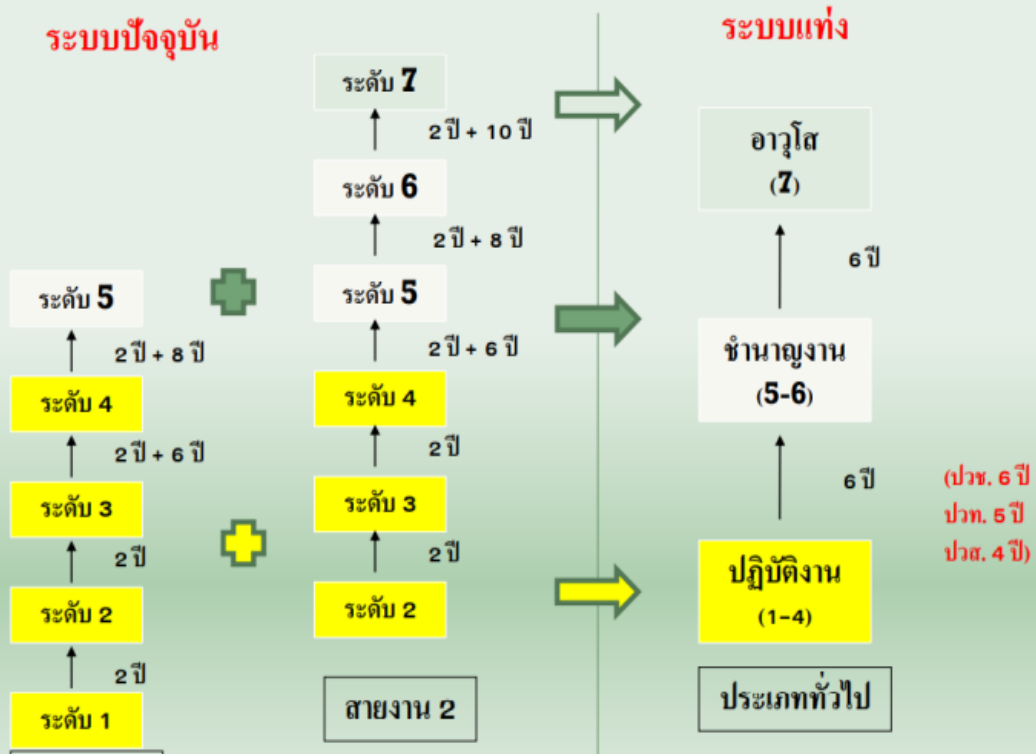 ระบบปัจจุบัน
ระดับ 5
2 ปี + 8 ปี
ระดับ 4
2 ปี + 6 ปี
ระดับ 3
2 ปี
ระดับ 2
2 ปี
ระดับ 1
ระดับ 7
2 ปี + 10 ปี
ระดับ 6
2 ปี + 8 ปี
ระดับ 5
2 ปี + 6 ปี
ระดับ 4
2 ปี
ระดับ 3
2 ปี
ระดับ 2
สายงาน 2
ระบบแท่ง
อาวุโส
(7)
6 ปี
ชำนาญงาน
(5-6)
6 ปี
(ปวช. 6 ปี
ปวท. 5 ปี
ปวส. 4 ปี)
ปฏิบัติงาน
(1-4)
ประเภททั่วไป